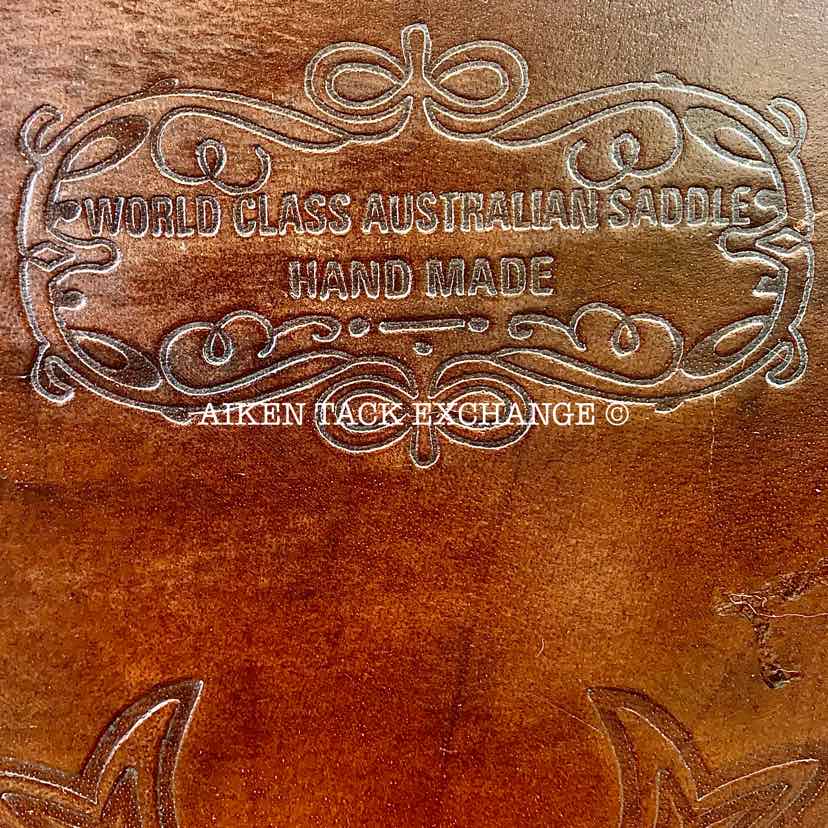 WORLD CLASS AUSTRALIAN SADDLE
HAND MADE
AIKEN TACK EXCHANGE ©